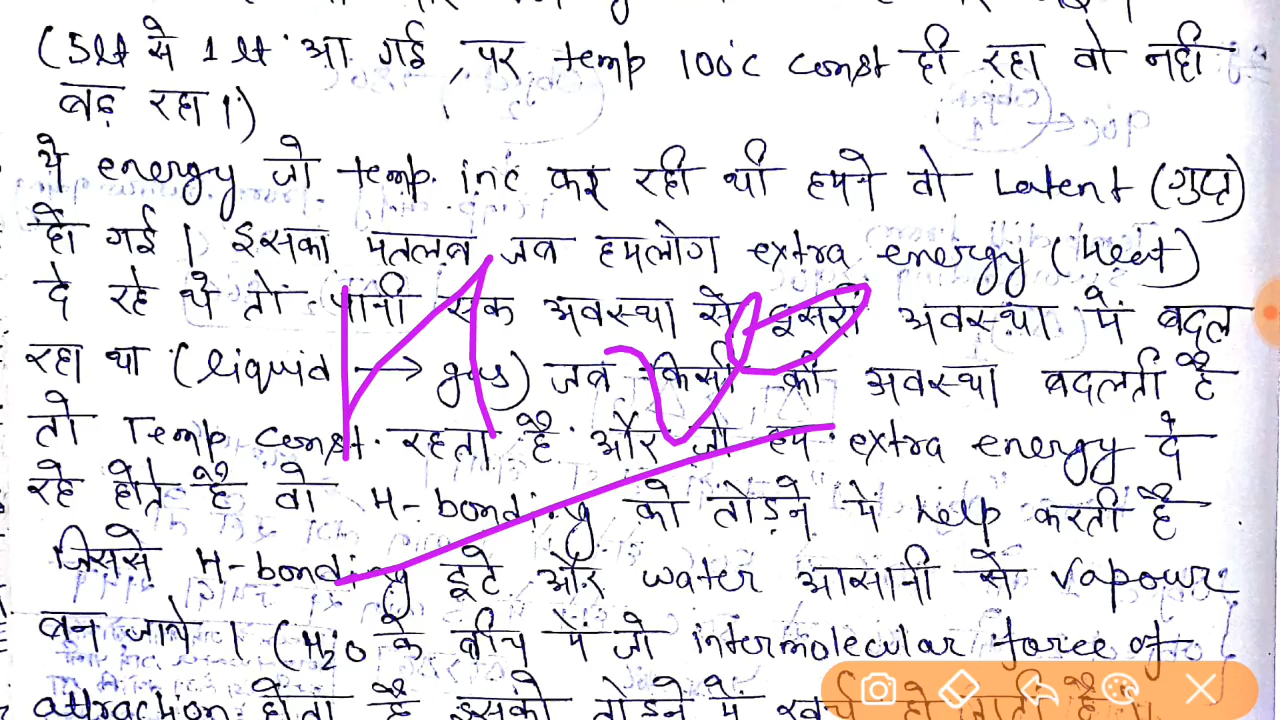 (5lt से 1 lt आ गई, पर temp 100°C const ही रहा वो नहीं
बढ़ रहा।)
ये energy जो temp. inc कर रही थी हमने वो Latent (गुप्त)
हो गई। इसका मतलब जब हमलोग extra energy (Heat)
दे रहे थे तो पानी एक अवस्था से दूसरी अवस्था में बदल
रहा था (liquid → gas) जब किसी की अवस्था बदलती है
तो Temp const. रहता है और जो हम extra energy दे
रहे होते है वो H-bonding को तोड़ने में help करती है
जिससे H-bonding टूटे और water आसानी से vapour
बन जाये। (H₂O के बीच में जो intermolecular force of
attraction होता है इसको तोड़ने में खर्च हो जाती है।